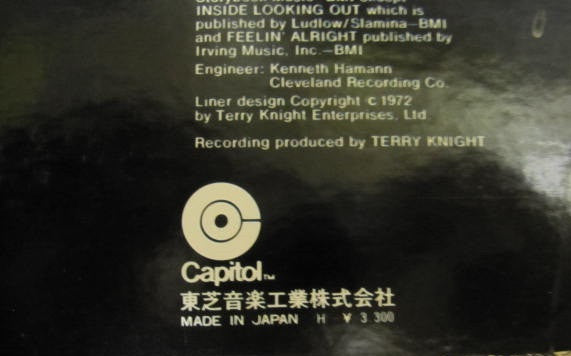 INSIDE LOOKING OUT which is
published by Ludlow/Slamina-BMI
and FEELIN' ALRIGHT published by
Irving Music, Inc.-BMI
Engineer: Kenneth Hamann
Cleveland Recording Co.
Liner design Copyright © 1972
by Terry Knight Enterprises, Ltd.
Recording produced by TERRY KNIGHT
Capitol™
東芝音楽工業株式会社
MADE IN JAPAN H ¥ 3 300